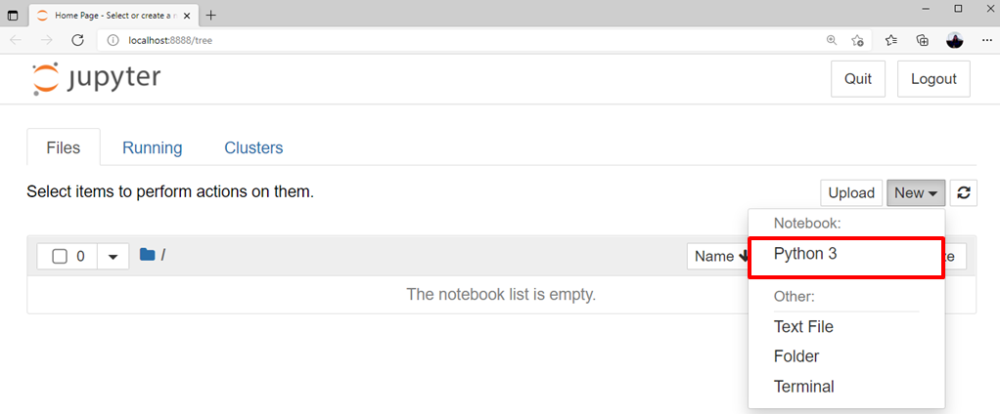 Home Page - Select or create a n
localhost:8888/tree
jupyter
Quit
Logout
Files
Running
Clusters
Select items to perform actions on them.
Upload
New
Notebook:
Python 3
Other:
Text File
Folder
Terminal
0
/
Name
The notebook list is empty.